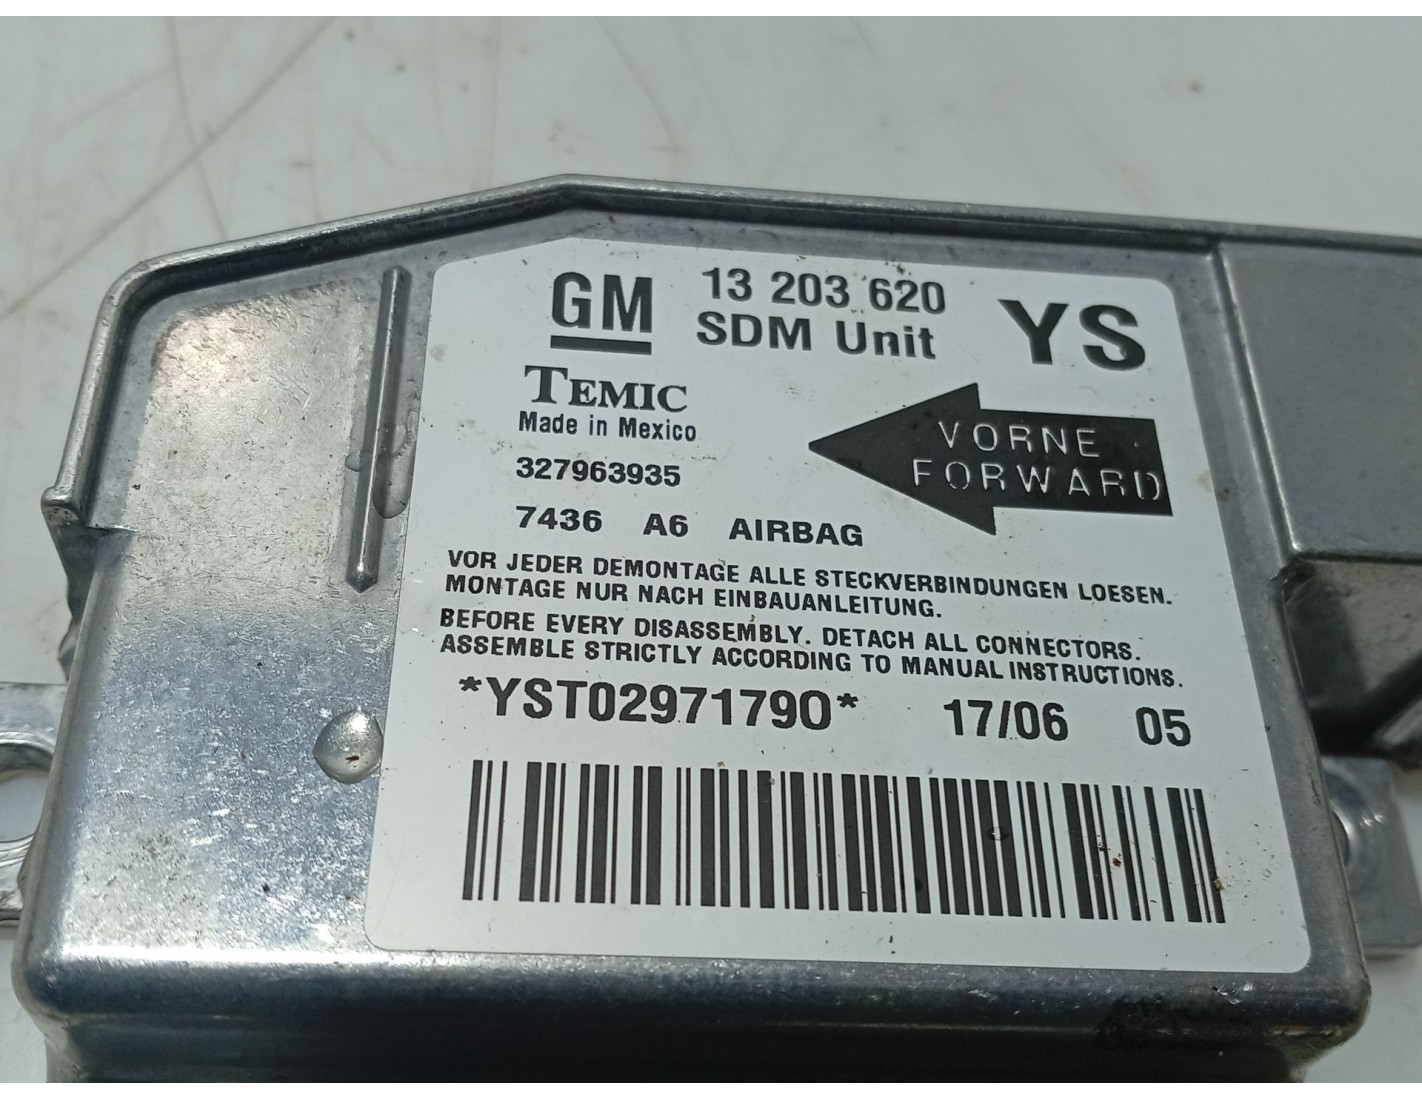 GM
13 203 620
SDM Unit
YS
TEMIC
Made in Mexico
327963935
7436 A6 AIRBAG
VORNE
FORWARD
VOR JEDER DEMONTAGE ALLE STECKVERBINDUNGEN LOESEN.
MONTAGE NUR NACH EINBAUANLEITUNG.
BEFORE EVERY DISASSEMBLY. DETACH ALL CONNECTORS.
ASSEMBLE STRICTLY ACCORDING TO MANUAL INSTRUCTIONS.
*YST02971790* 17/06 05